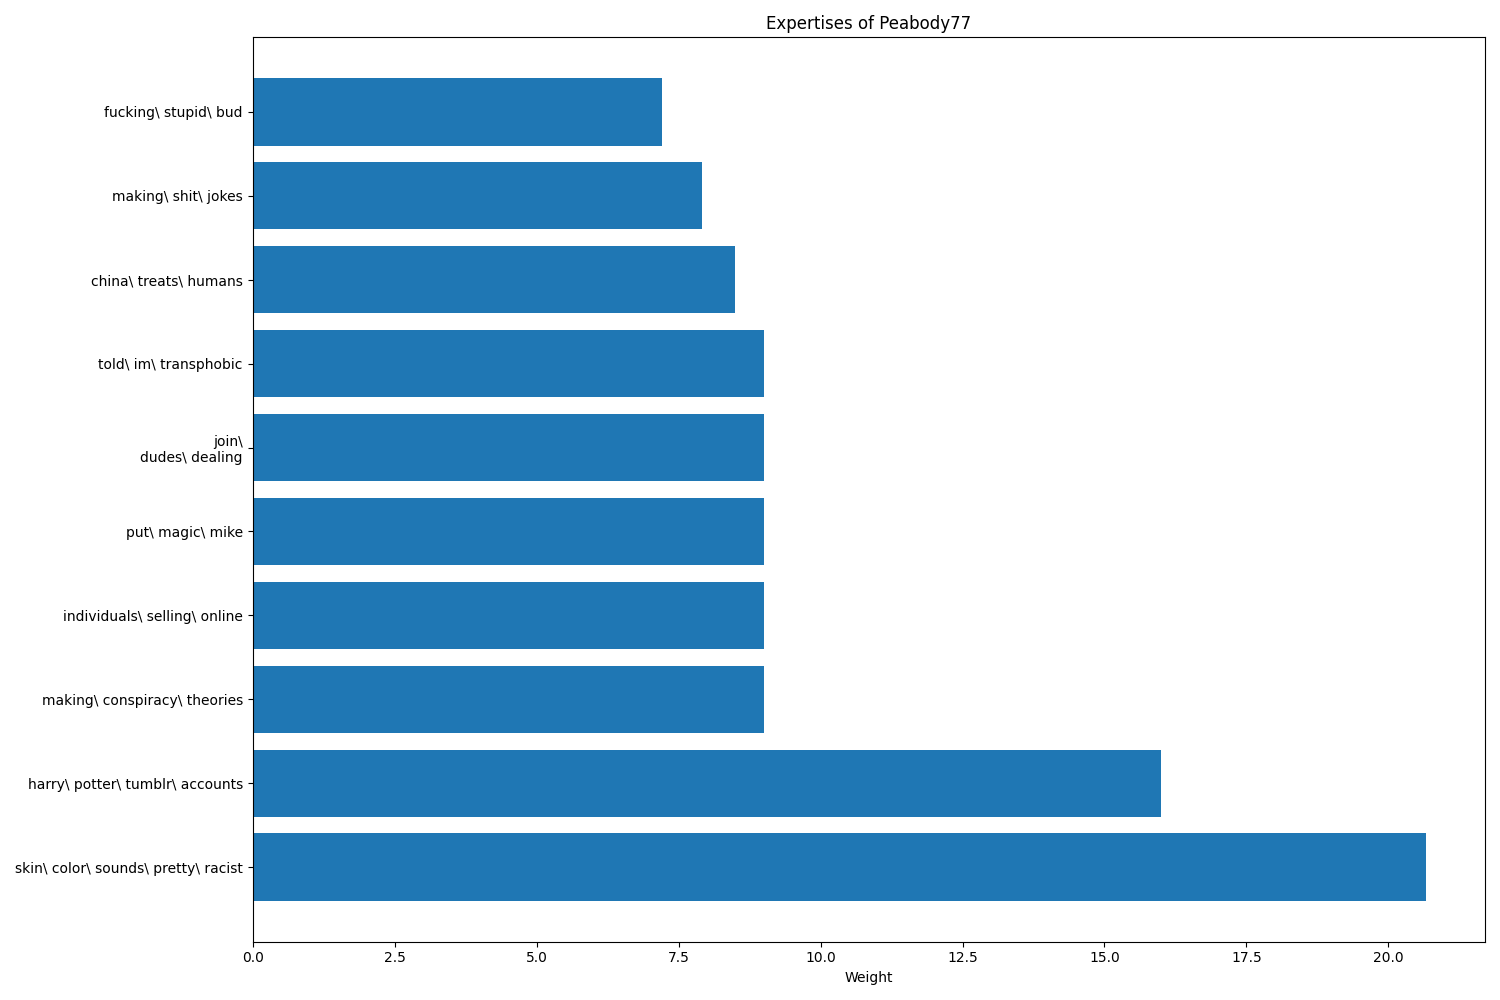 Expertises of Peabody77
fucking\ stupid\ bud
making\ shit\ jokes
china\ treats\ humans
told\ im\ transphobic
join\
dudes\ dealing
put\ magic\ mike
individuals\ selling\ online
making\ conspiracy\ theories
harry\ potter\ tumblr\ accounts
skin\ color\ sounds\ pretty\ racist
0.0 2.5 5.0 7.5 10.0 12.5 15.0 17.5 20.0
Weight